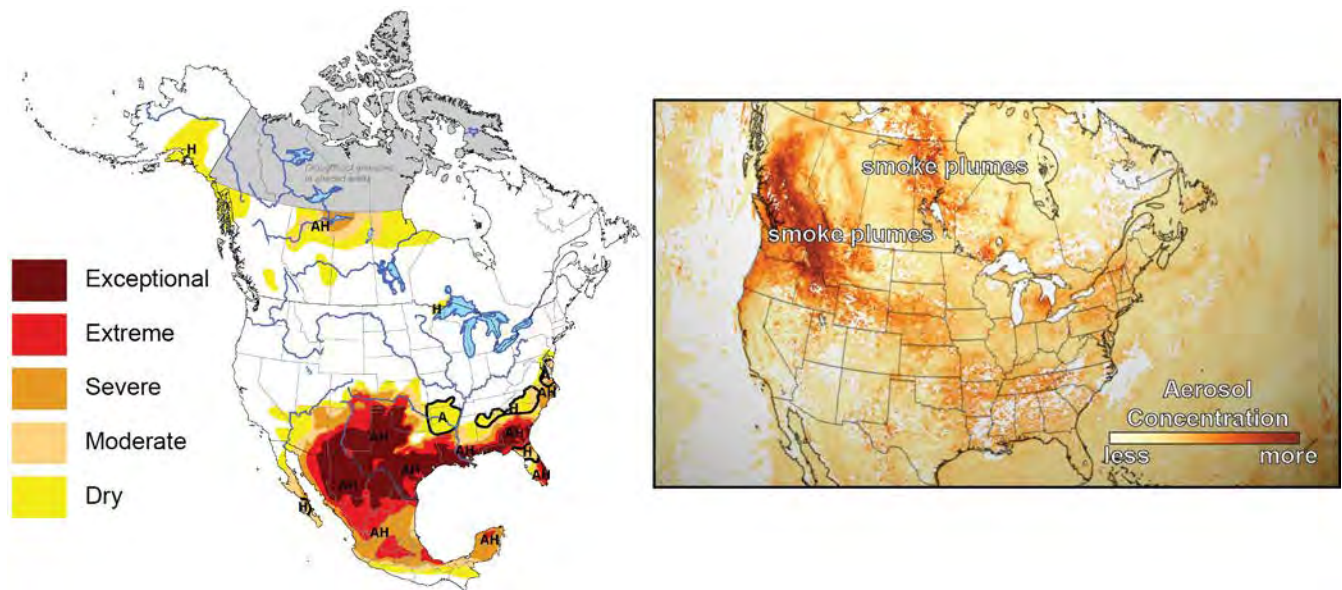 Exceptional
Extreme
Severe
Moderate
Dry
H
AH
H
A
A
AH
H
AH
AH
AH
AH
H
AH
AH
H
AH
AH
smoke plumes
smoke plumes
Aerosol
Concentration
less
more